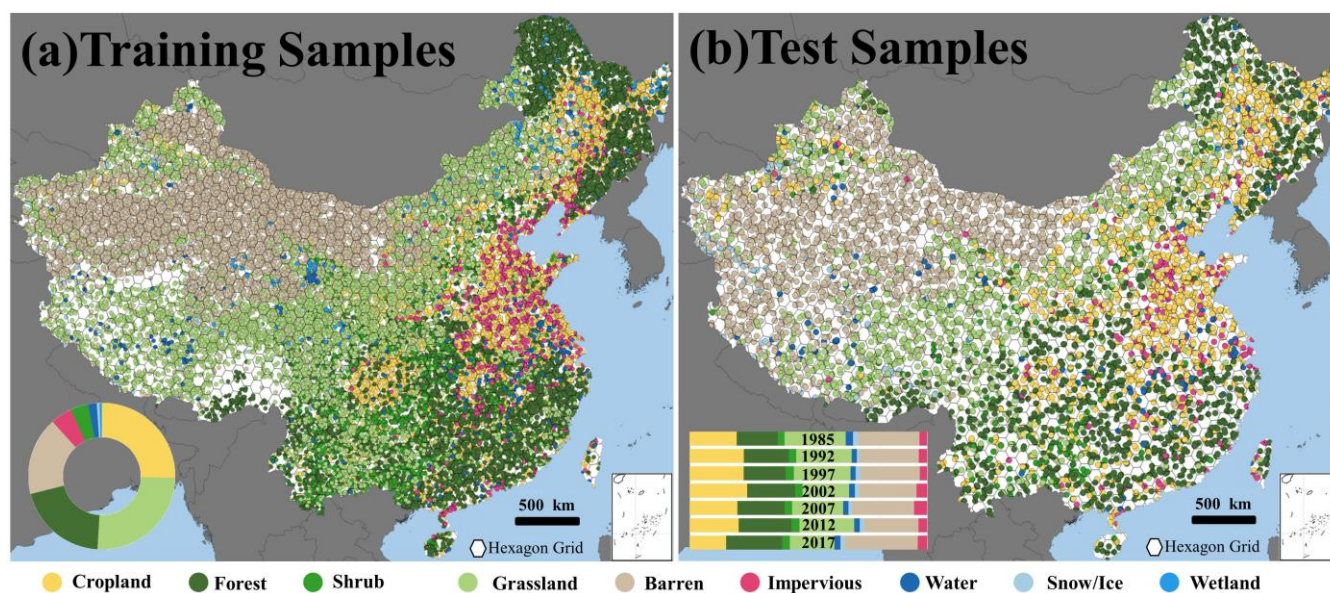 (a)Training Samples
500 km
Hexagon Grid
(b)Test Samples
1985
1992
1997
2002
2007
2012
2017
500 km
Hexagon Grid
Cropland Forest Shrub Grassland Barren Impervious Water Snow/Ice Wetland